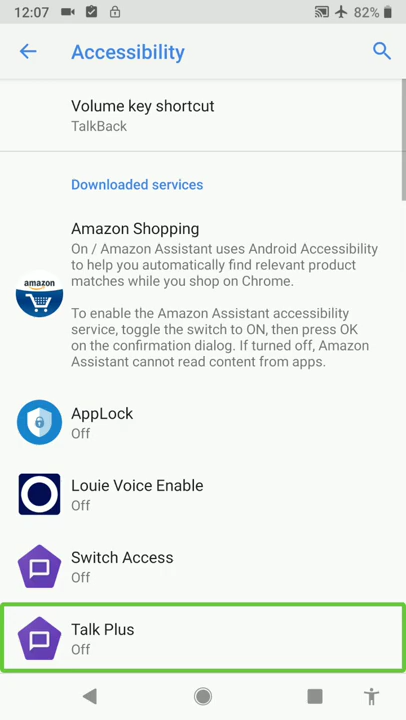 12:07
82%
Accessibility
Volume key shortcut
TalkBack
Downloaded services
Amazon Shopping
On / Amazon Assistant uses Android Accessibility
to help you automatically find relevant product
matches while you shop on Chrome.
To enable the Amazon Assistant accessibility
service, toggle the switch to ON, then press OK
on the confirmation dialog. If turned off, Amazon
Assistant cannot read content from apps.
amazon
AppLock
Off
Louie Voice Enable
Off
Switch Access
Off
Talk Plus
Off